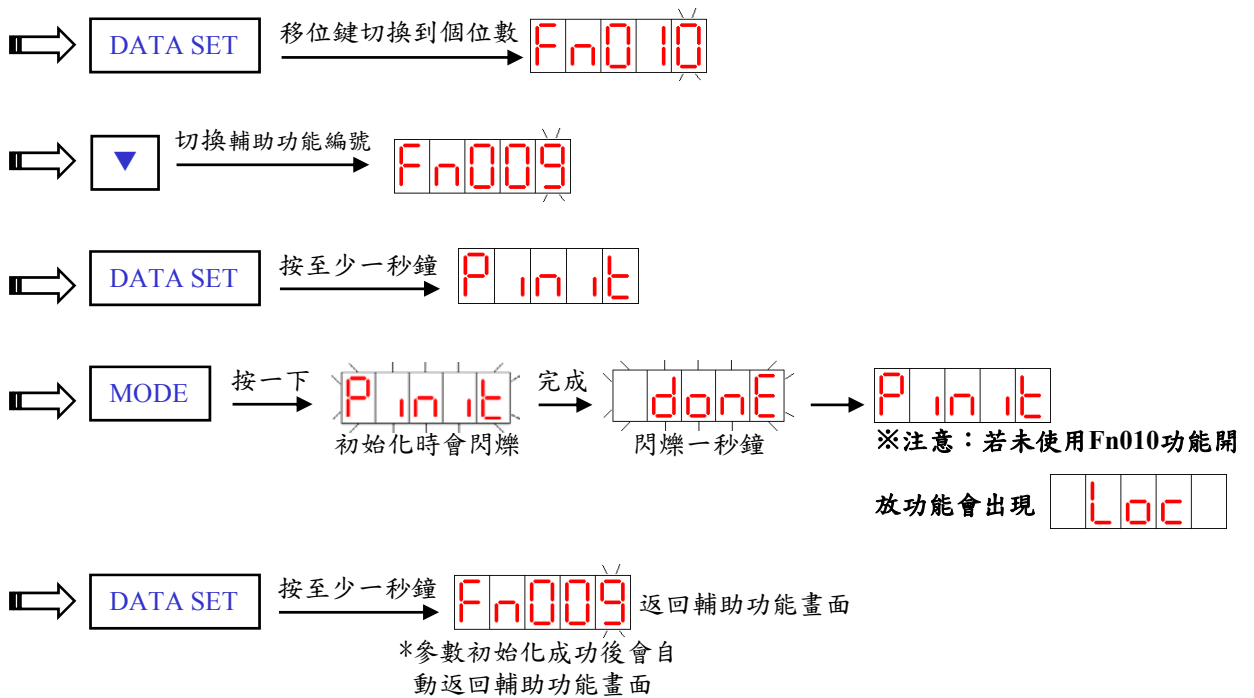 DATA SET 移位鍵切換到個位數 Fn010
▼ 切換輔助功能編號 Fn009
DATA SET 按至少一秒鐘 Pinit
MODE 按一下 Pinit 完成 donE Pinit
初始化時會閃爍 閃爍一秒鐘 ※注意：若未使用Fn010功能開
放功能會出現 Loc
DATA SET 按至少一秒鐘 Fn009 返回輔助功能畫面
*參數初始化成功後會自
動返回輔助功能畫面